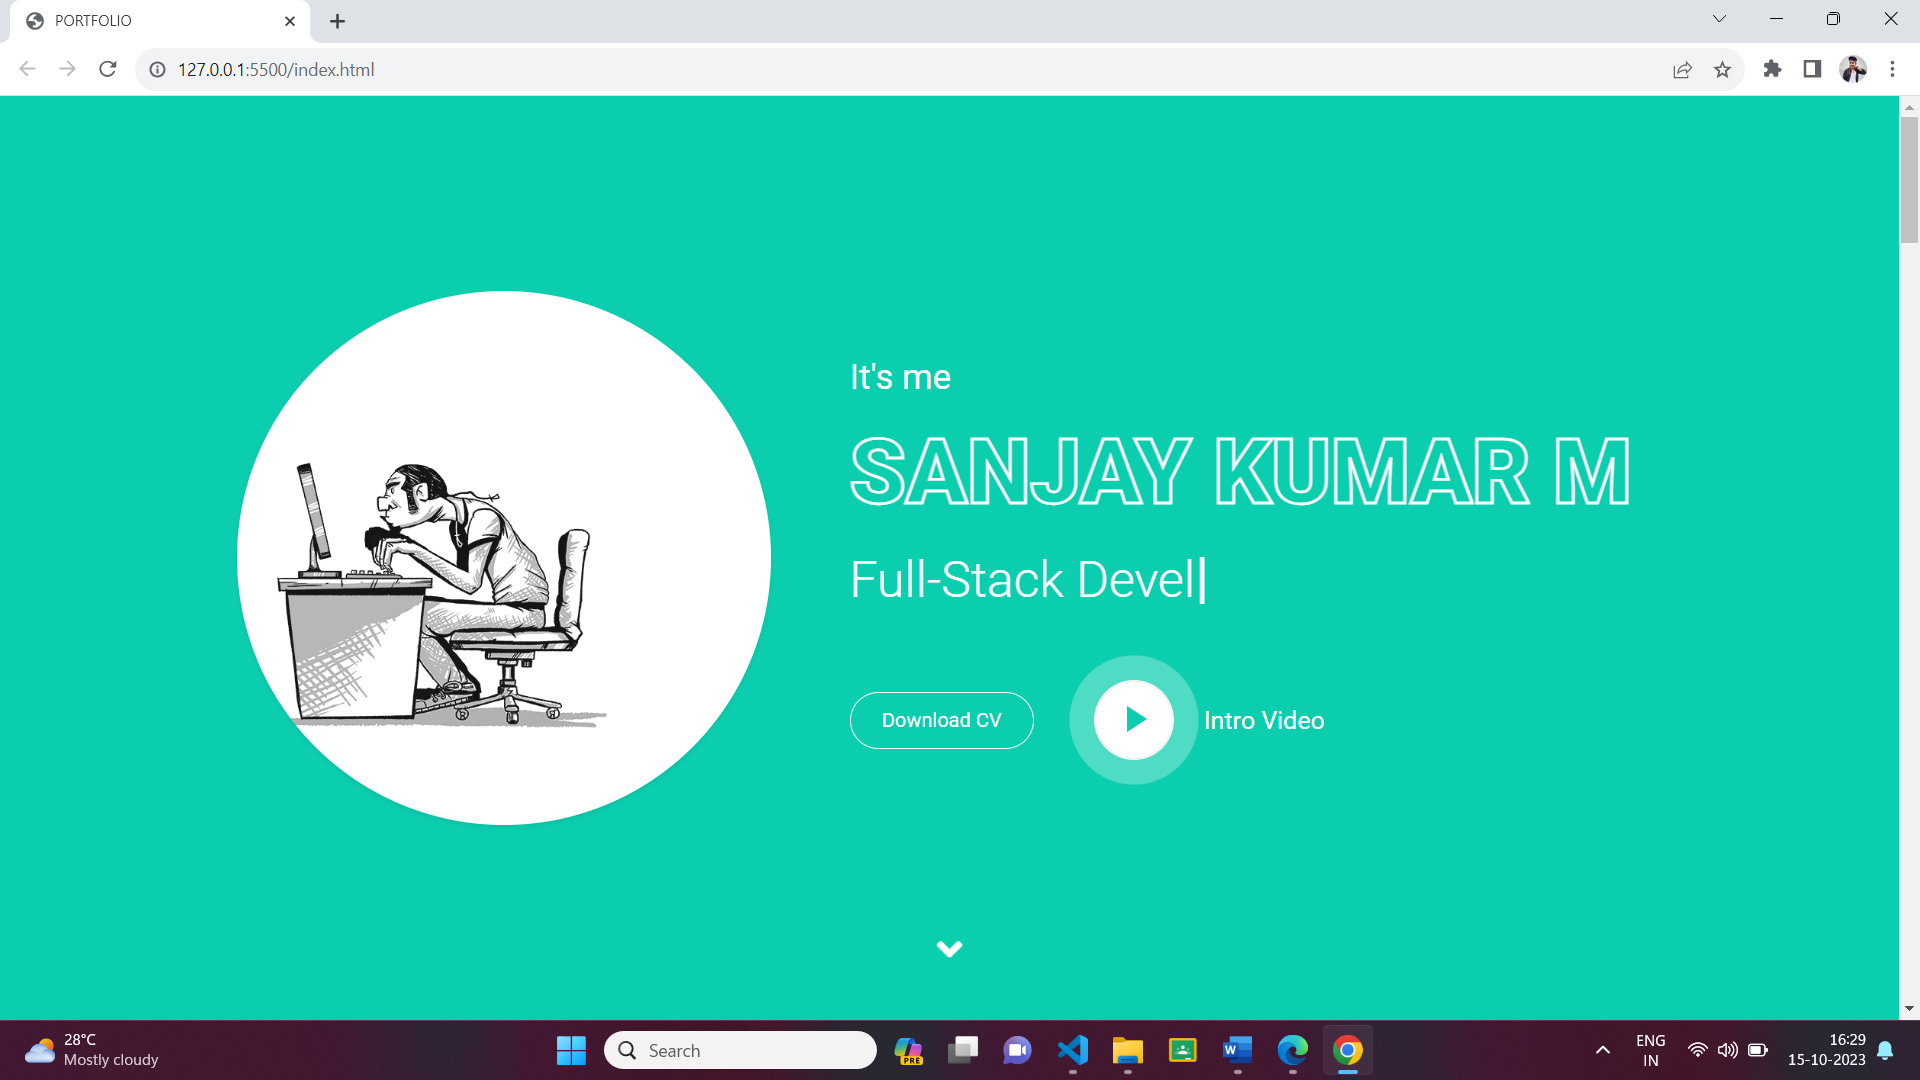 PORTFOLIO
127.0.0.1:5500/index.html
It's me
SANJAY KUMAR M
Full-Stack Devel|
Download CV
Intro Video
28°C
Mostly cloudy
Search
PRE
W
ENG
IN
16:29
15-10-2023